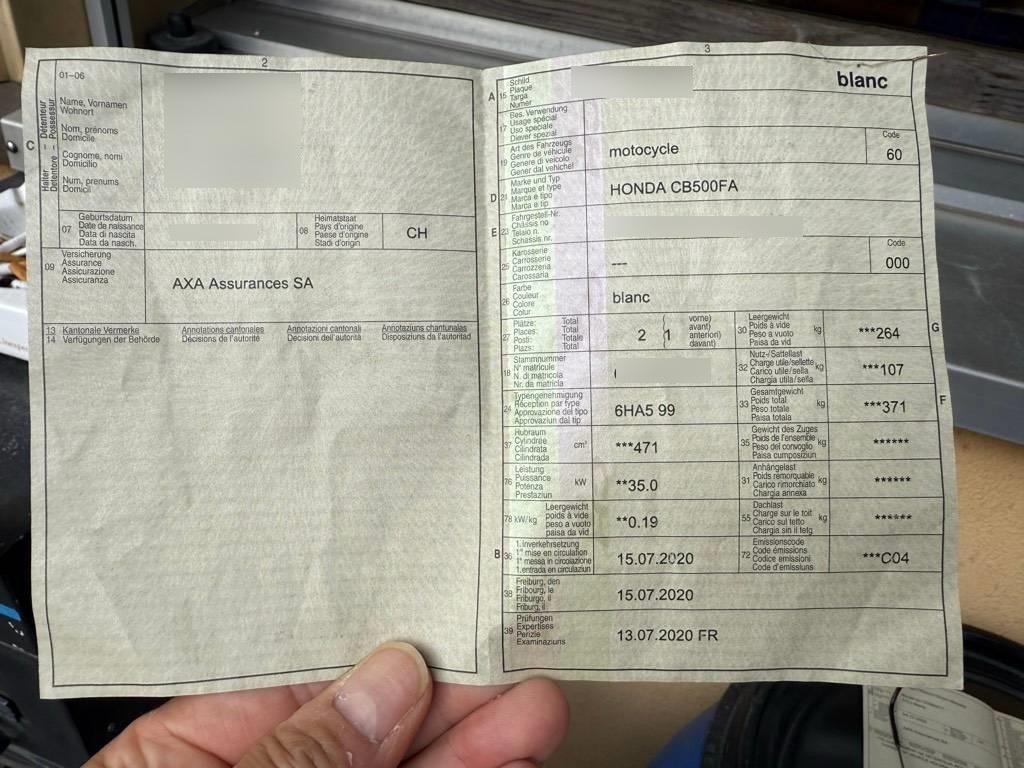 2
01-06
Halter – Détenteur
Detentore – Possessur
C
Name, Vornamen
Wohnort
Nom, prénoms
Domicile
Cognome, nomi
Domicilio
Num, prenums
Domicil
07
Geburtsdatum
Date de naissance
Data di nascita
Data da nasch.
08
Heimatstaat
Pays d'origine
Paese d'origine
Stadi d'origin
CH
09
Versicherung
Assurance
Assicurazione
Assicuranza
AXA Assurances SA
13 Kantonale Vermerke Annotations cantonales Annotazioni cantonali Annotaziuns chantunalas
14 Verfügungen der Behörde Décisions de l'autorité Decisioni dell'autorità Disposiziuns da l'autoritad
3
A 15
Schild
Plaque
Targa
Numer
blanc
17
Bes. Verwendung
Usage spécial
Uso speciale
Diever spezial
19
Art des Fahrzeugs
Genre de véhicule
Genere di veicolo
Gener dal vehichel
motocycle
Code
60
D 21
Marke und Typ
Marque et type
Marca e tipo
Marca e tip
HONDA CB500FA
E 23
Fahrgestell-Nr.
Châssis no
Telaio n.
Schassis nr.
25
Karosserie
Carrosserie
Carrozzeria
Carossaria
---
Code
000
26
Farbe
Couleur
Colore
Colur
blanc
27
Plätze: Total
Places: Total
Posti: Totale
Plazs: Total
2 (1
vorne)
avant)
anteriori)
davant)
30
Leergewicht
Poids à vide
Peso a vuoto
Paisa da vid
kg
***264
G
18
Stammnummer
N° matricule
N. di matricola
Nr. da matricla
32
Nutz-/Sattellast
Charge utile/sellette
Carico utile/sella
Chargia utila/sella
kg
***107
24
Typengenehmigung
Réception par type
Approvazione del tipo
Approvaziun dal tip
6HA5 99
33
Gesamtgewicht
Poids total
Peso totale
Paisa totala
kg
***371
F
37
Hubraum
Cylindrée
Cilindrata
Cilindrada
cm³
***471
35
Gewicht des Zuges
Poids de l'ensemble
Peso del convoglio
Paisa cumposiziun
kg
******
76
Leistung
Puissance
Potenza
Prestaziun
kW
**35.0
31
Anhängelast
Poids remorquable
Carico rimorchiato
Chargia annexa
kg
******
78 kW/kg
Leergewicht
poids à vide
peso a vuoto
paisa da vid
**0.19
55
Dachlast
Charge sur le toit
Carico sul tetto
Chargia sin il tetg
kg
******
B 36
1. Inverkehrsetzung
1re mise en circulation
1a messa in circolazione
1. entrada en circulaziun
15.07.2020
72
Emissionscode
Code émissions
Codice emissioni
Code d'emissiuns
***C04
38
Freiburg, den
Fribourg, le
Friburgo, il
Friburg, il
15.07.2020
39
Prüfungen
Expertises
Perizie
Examinaziuns
13.07.2020 FR